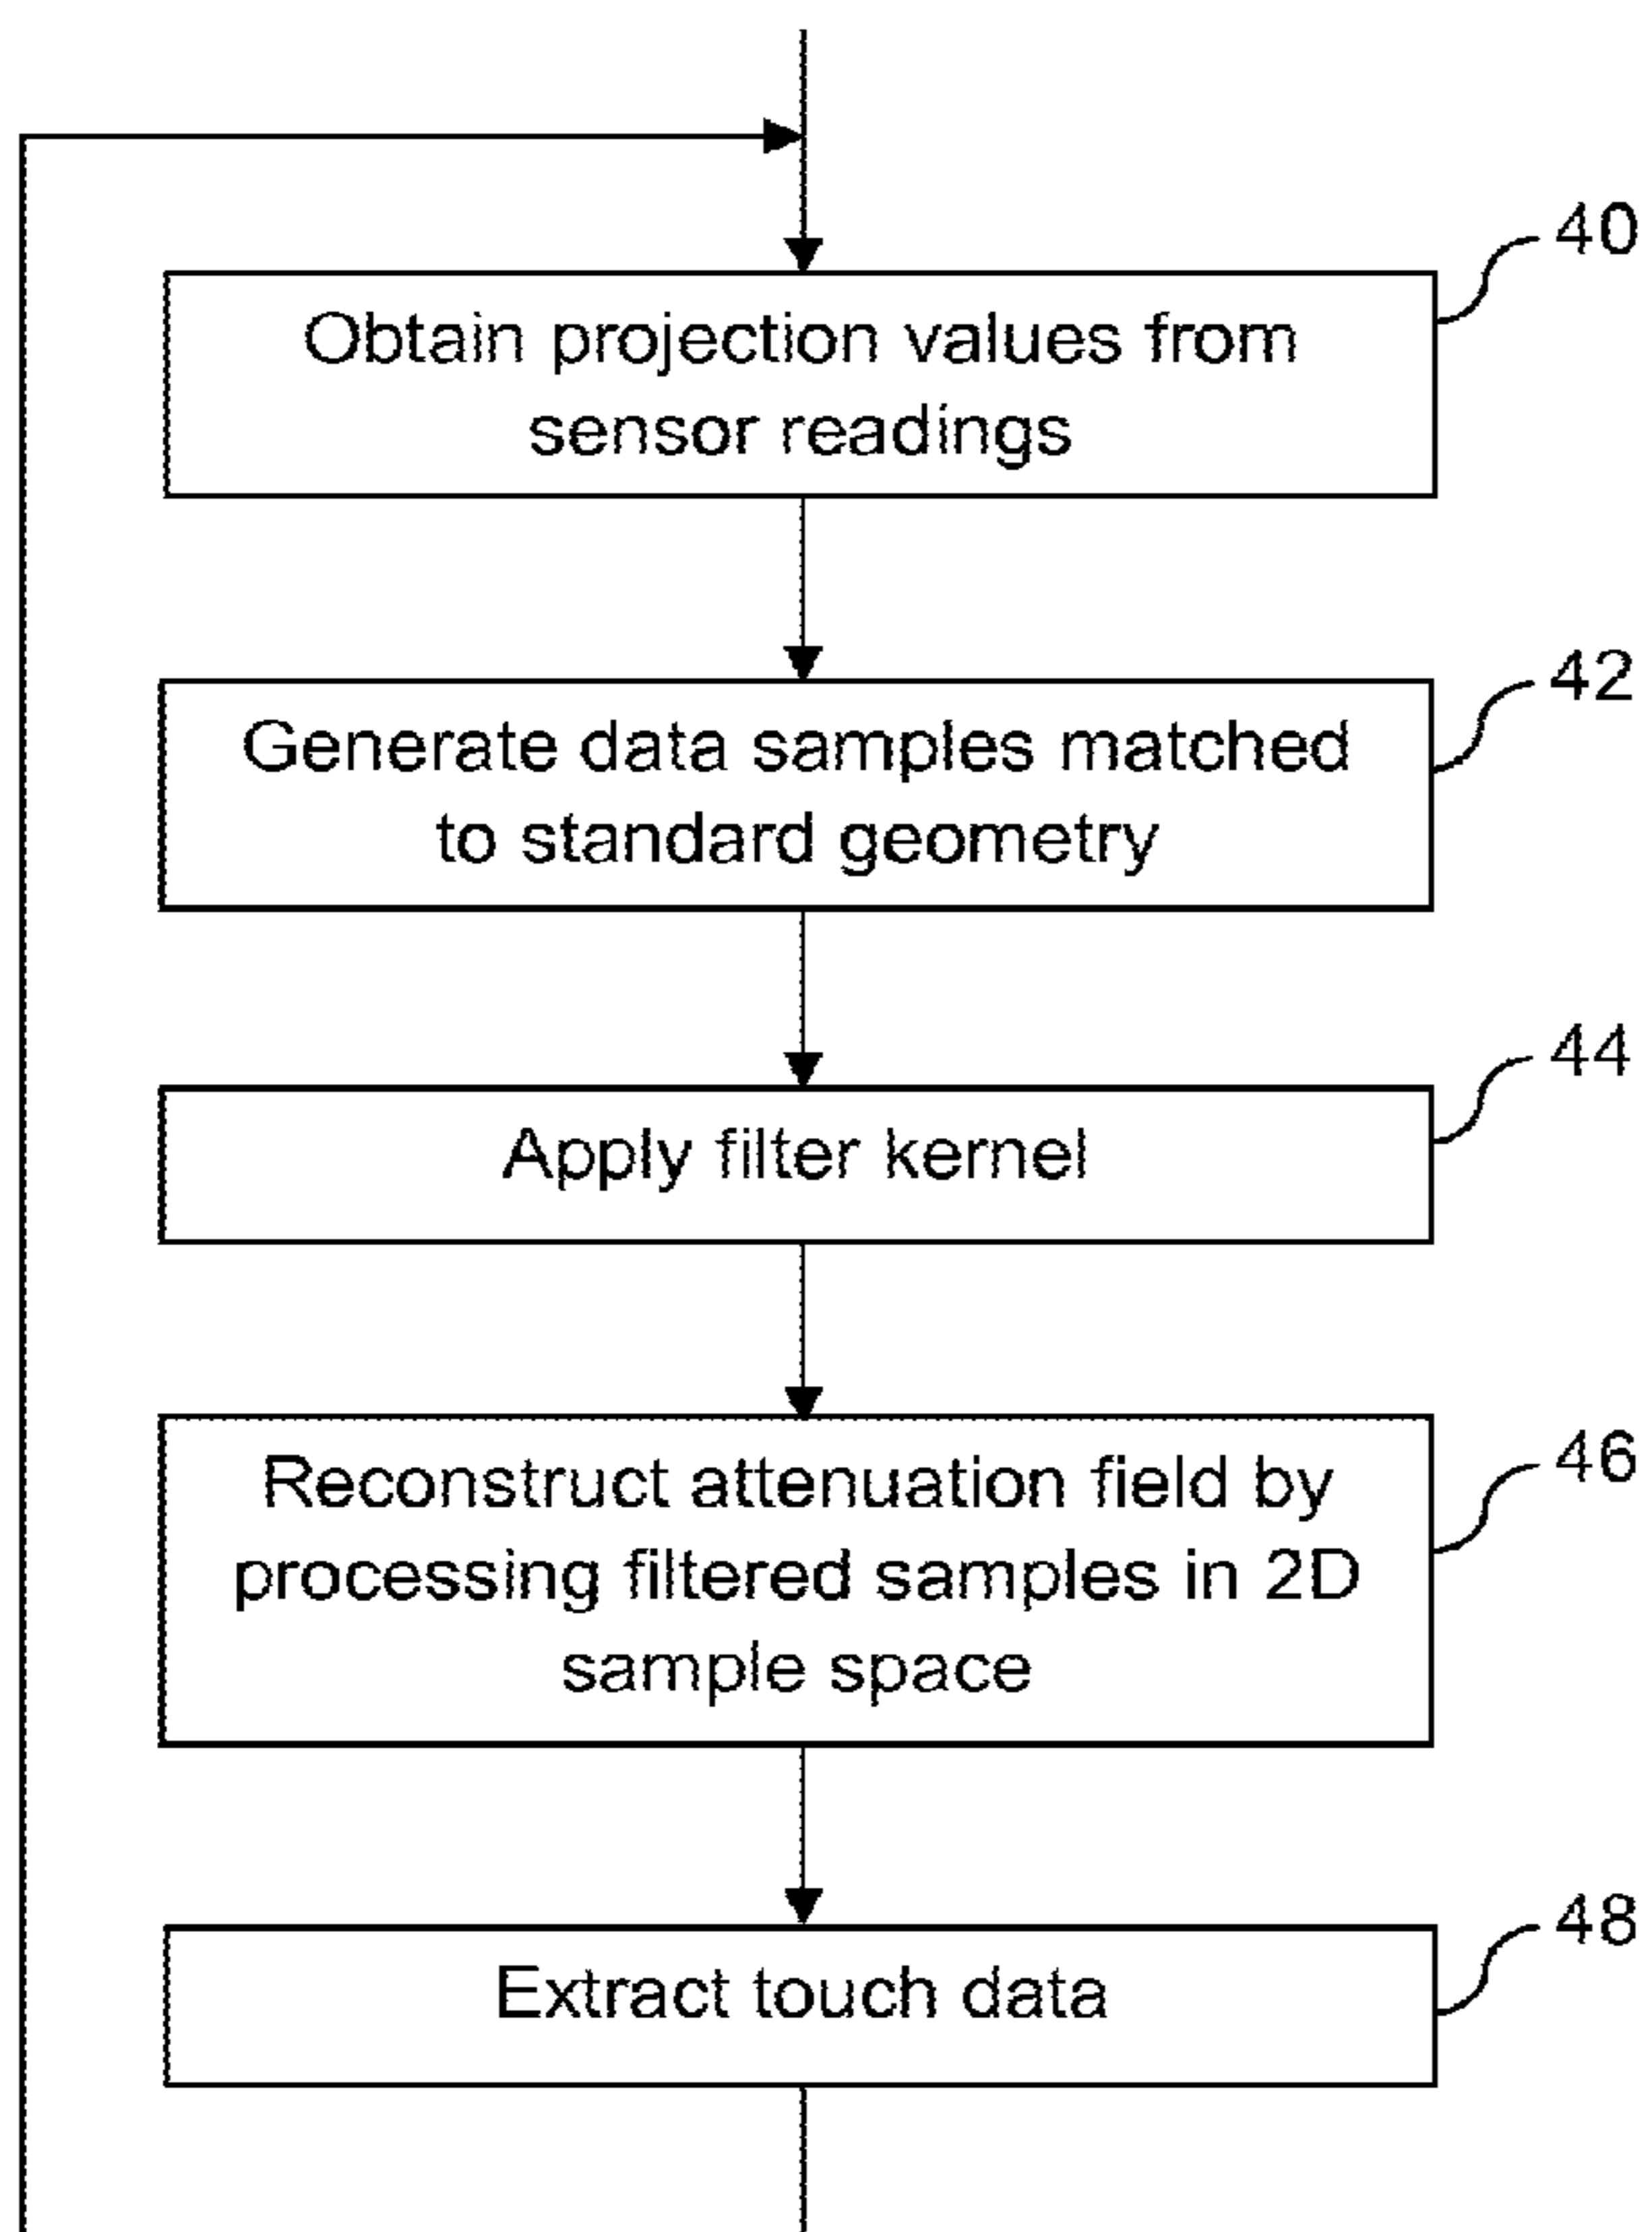 40
Obtain projection values from
sensor readings
42
Generate data samples matched
to standard geometry
44
Apply filter kernel
46
Reconstruct attenuation field by
processing filtered samples in 2D
sample space
48
Extract touch data